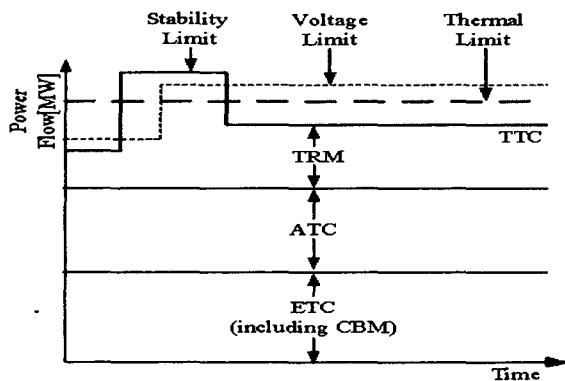 Stability
Limit
Voltage
Limit
Thermal
Limit
Power
Flow[MW]
TTC
TRM
ATC
ETC
(including CBM)
Time